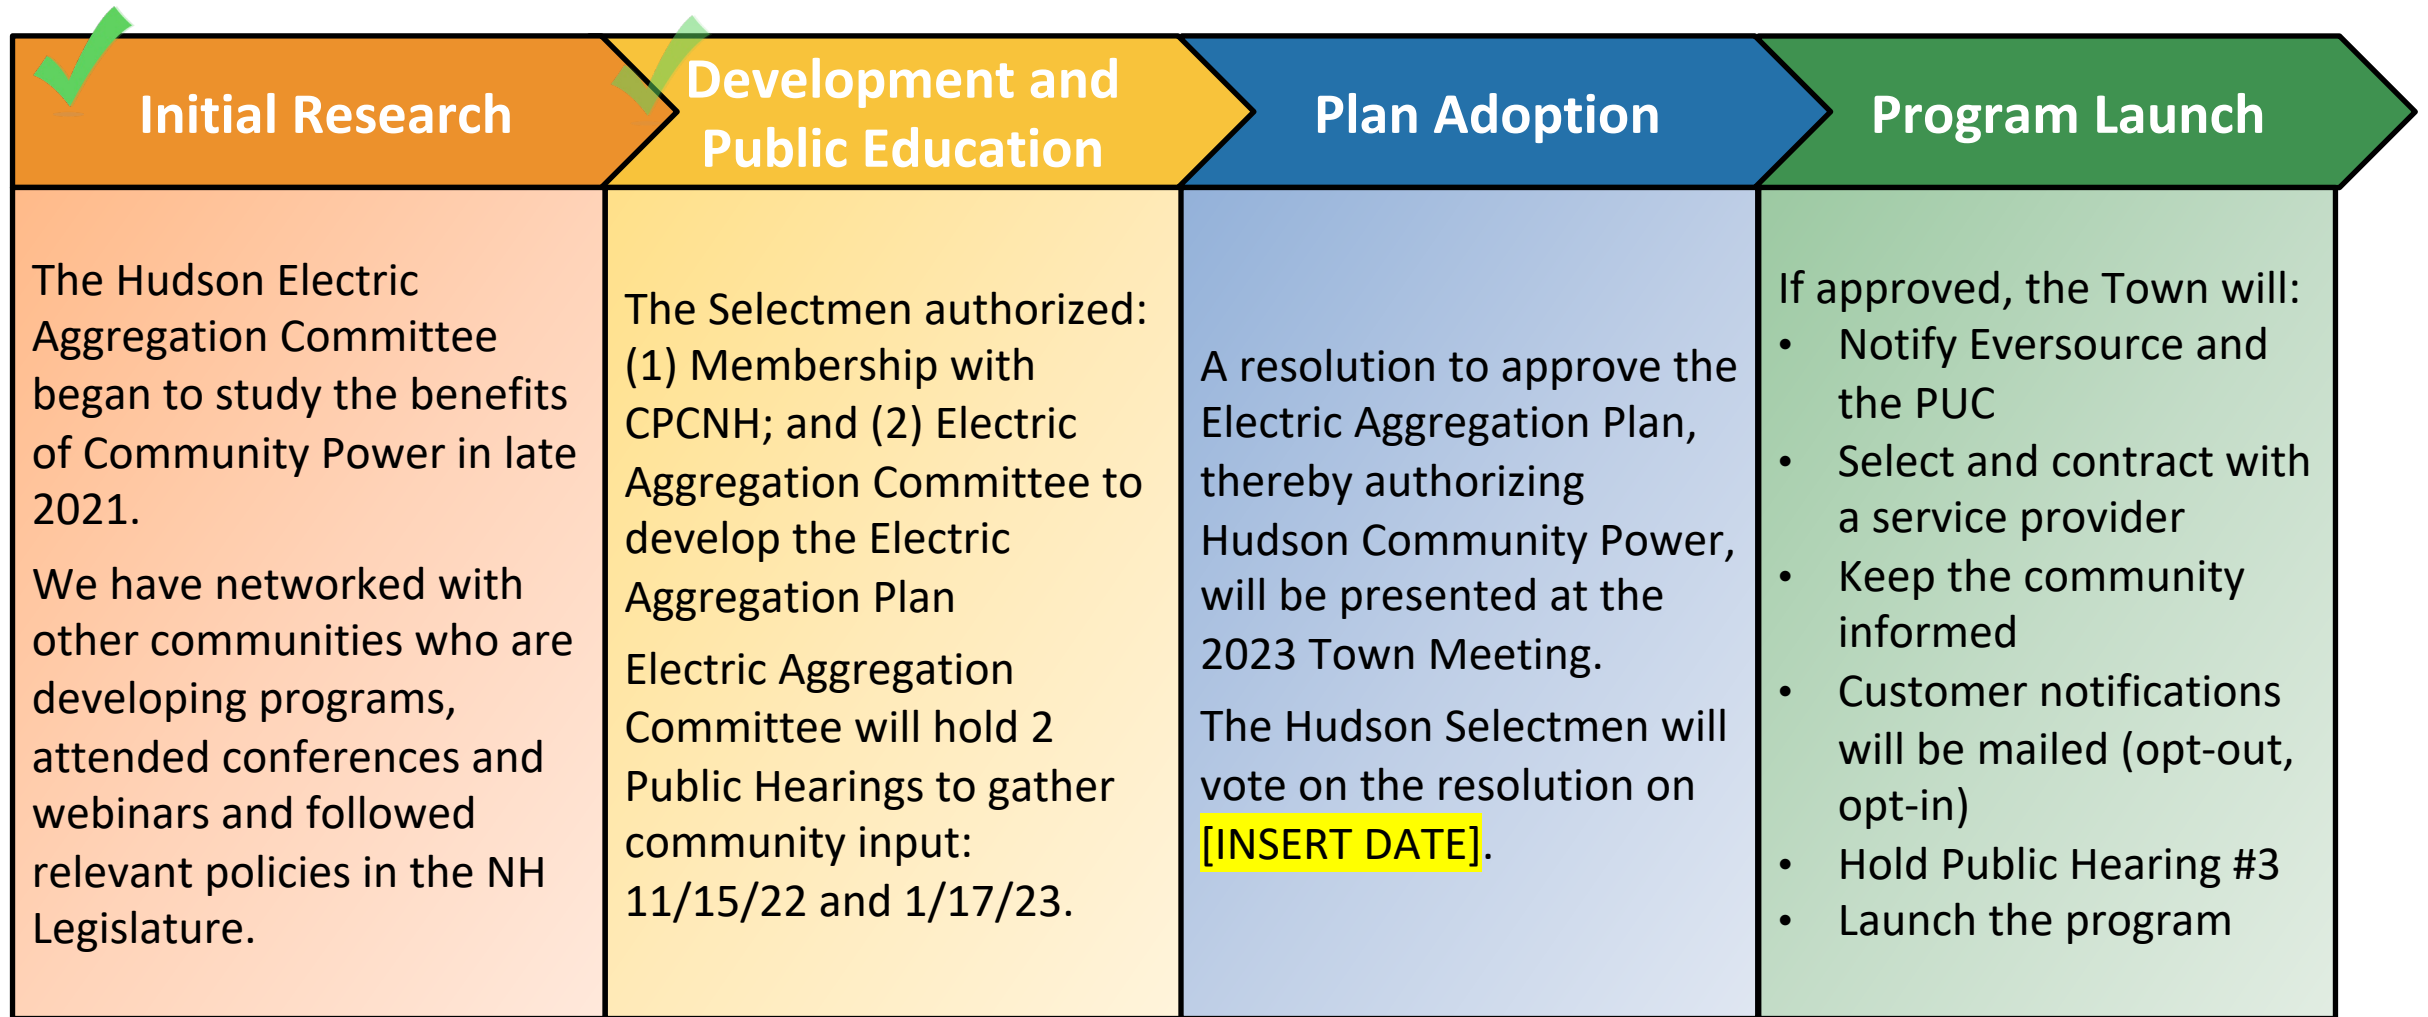 Initial Research
The Hudson Electric
Aggregation Committee
began to study the benefits
of Community Power in late
2021.
We have networked with
other communities who are
developing programs,
attended conferences and
webinars and followed
relevant policies in the NH
Legislature.
Development and
Public Education
The Selectmen authorized:
(1) Membership with
CPCNH; and (2) Electric
Aggregation Committee to
develop the Electric
Aggregation Plan
Electric Aggregation
Committee will hold 2
Public Hearings to gather
community input:
11/15/22 and 1/17/23.
Plan Adoption
A resolution to approve the
Electric Aggregation Plan,
thereby authorizing
Hudson Community Power,
will be presented at the
2023 Town Meeting.
The Hudson Selectmen will
vote on the resolution on
[INSERT DATE].
Program Launch
If approved, the Town will:
• Notify Eversource and
the PUC
• Select and contract with
a service provider
• Keep the community
informed
• Customer notifications
will be mailed (opt-out,
opt-in)
• Hold Public Hearing #3
• Launch the program